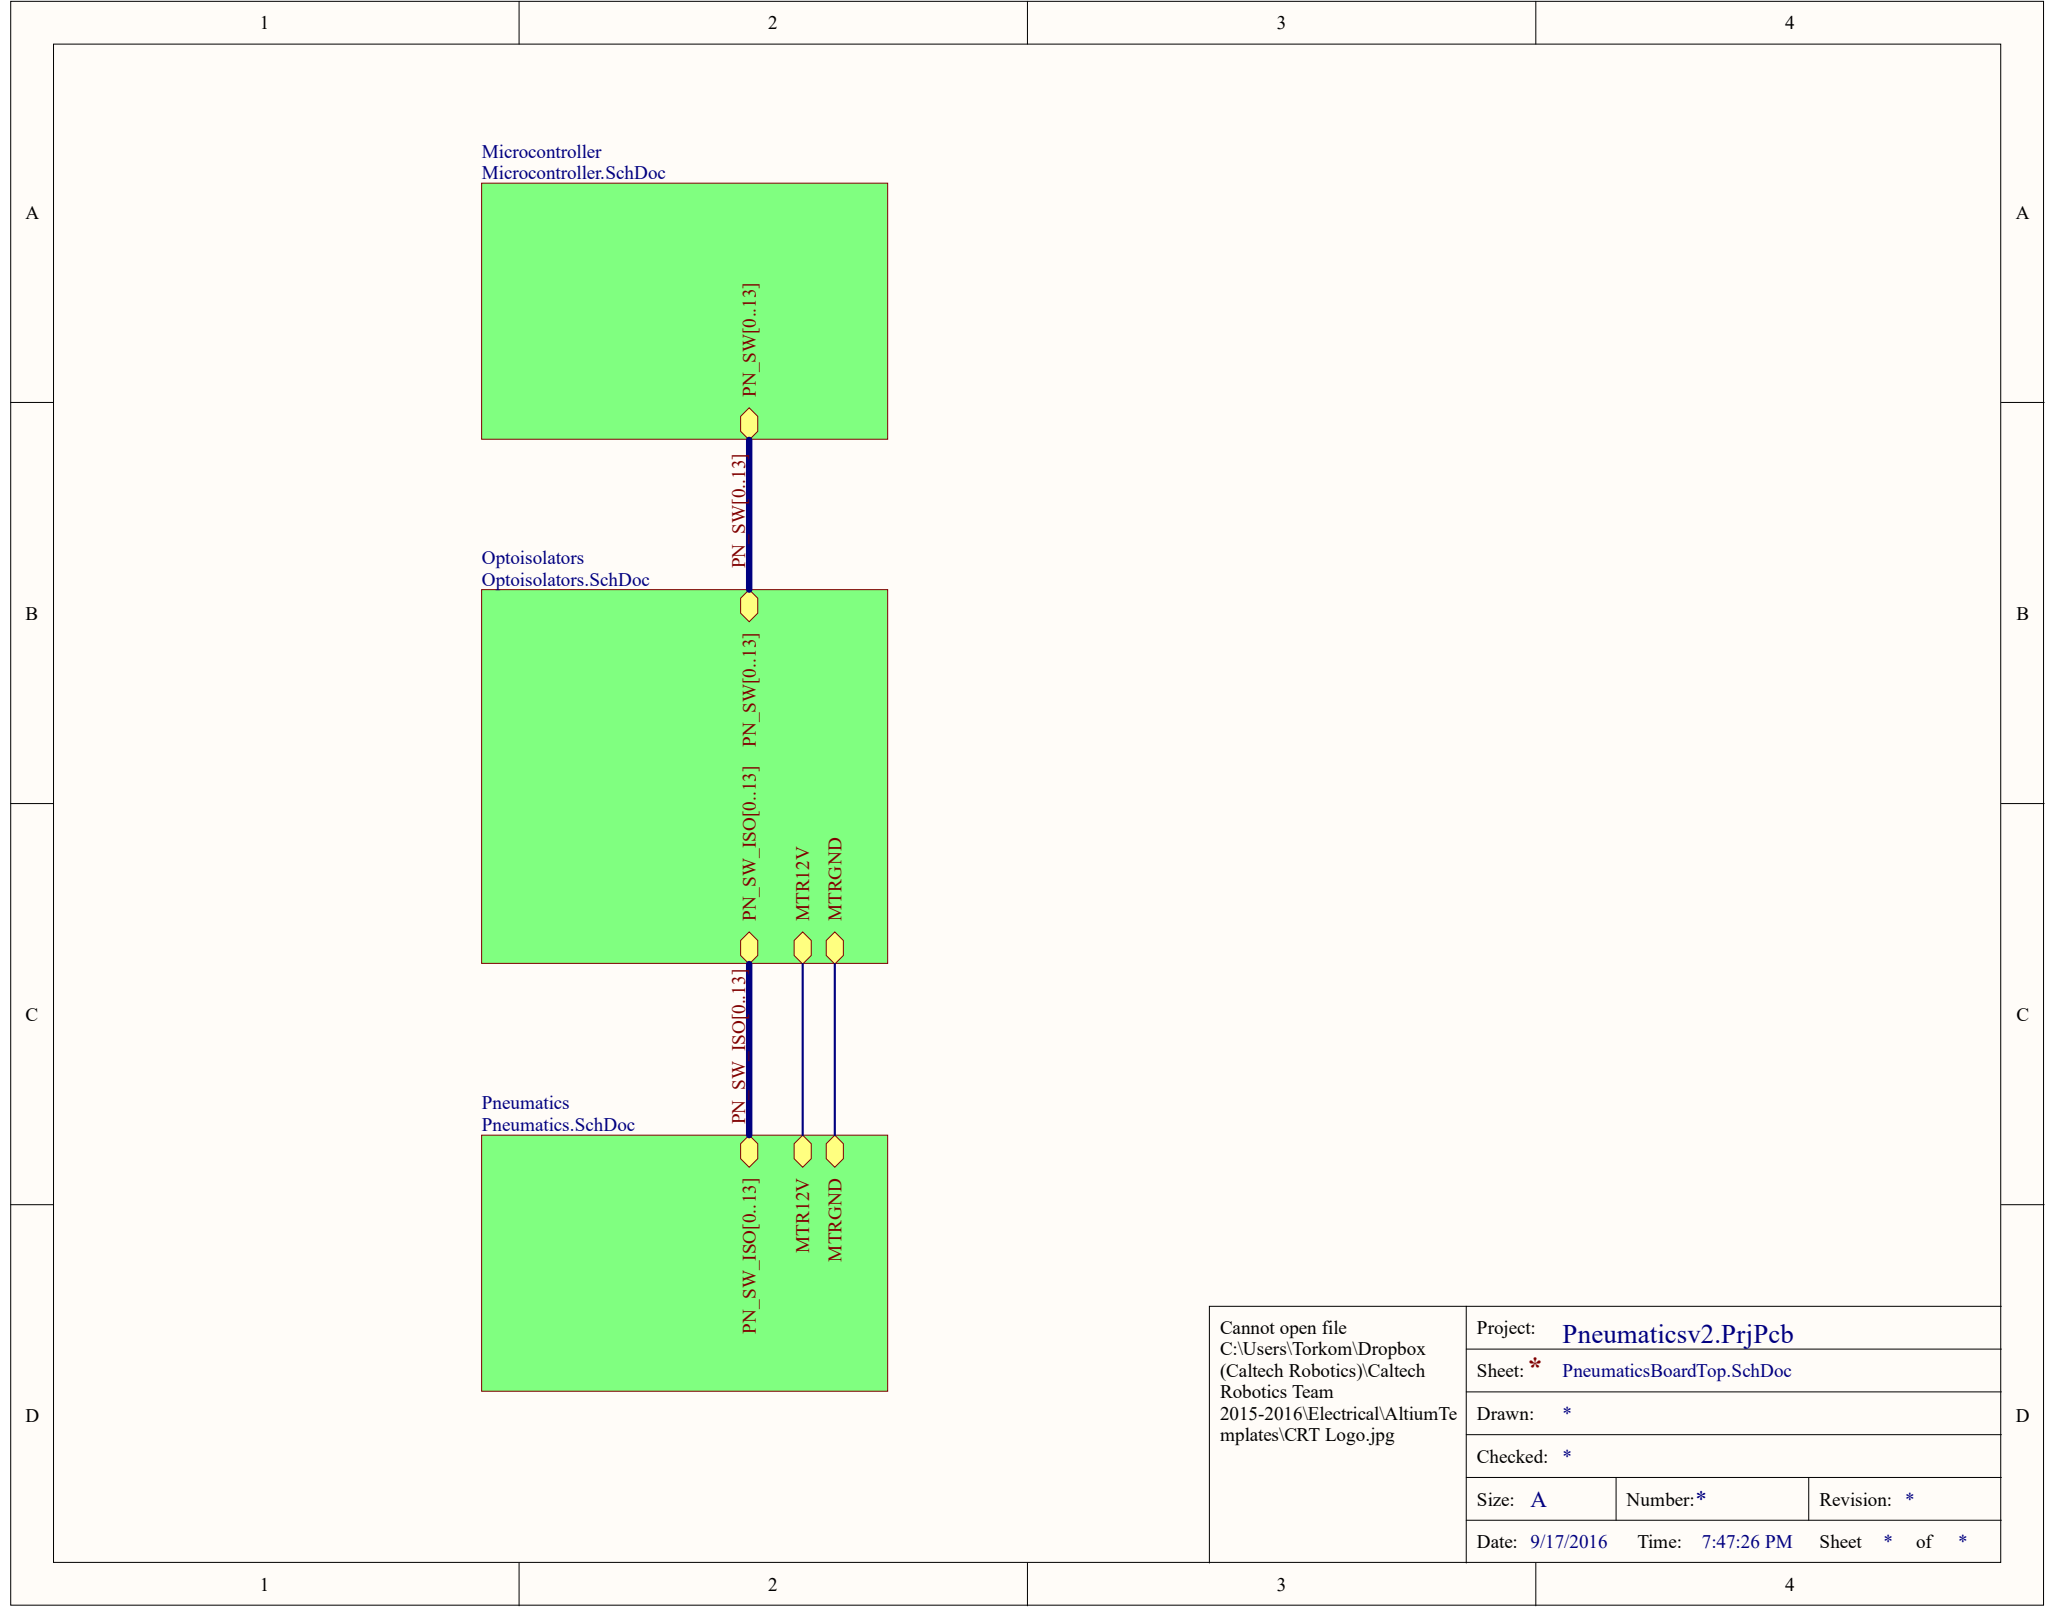 1 2 3 4
A A
Microcontroller
Microcontroller.SchDoc
PN_SW[0..13]
PN_SW[0..13]
B B
Optoisolators
Optoisolators.SchDoc
PN_SW[0..13]
PN_SW_ISO[0..13]
MTR12V
MTRGND
C C
PN_SW_ISO[0..13]
Pneumatics
Pneumatics.SchDoc
PN_SW_ISO[0..13]
MTR12V
MTRGND
D D
Cannot open file
C:\Users\Torkom\Dropbox
(Caltech Robotics)\Caltech
Robotics Team
2015-2016\Electrical\AltiumTe
mplates\CRT Logo.jpg
Project: Pneumaticsv2.PrjPcb
Sheet: * PneumaticsBoardTop.SchDoc
Drawn: *
Checked: *
Size: A Number:* Revision: *
Date: 9/17/2016 Time: 7:47:26 PM Sheet * of *
1 2 3 4